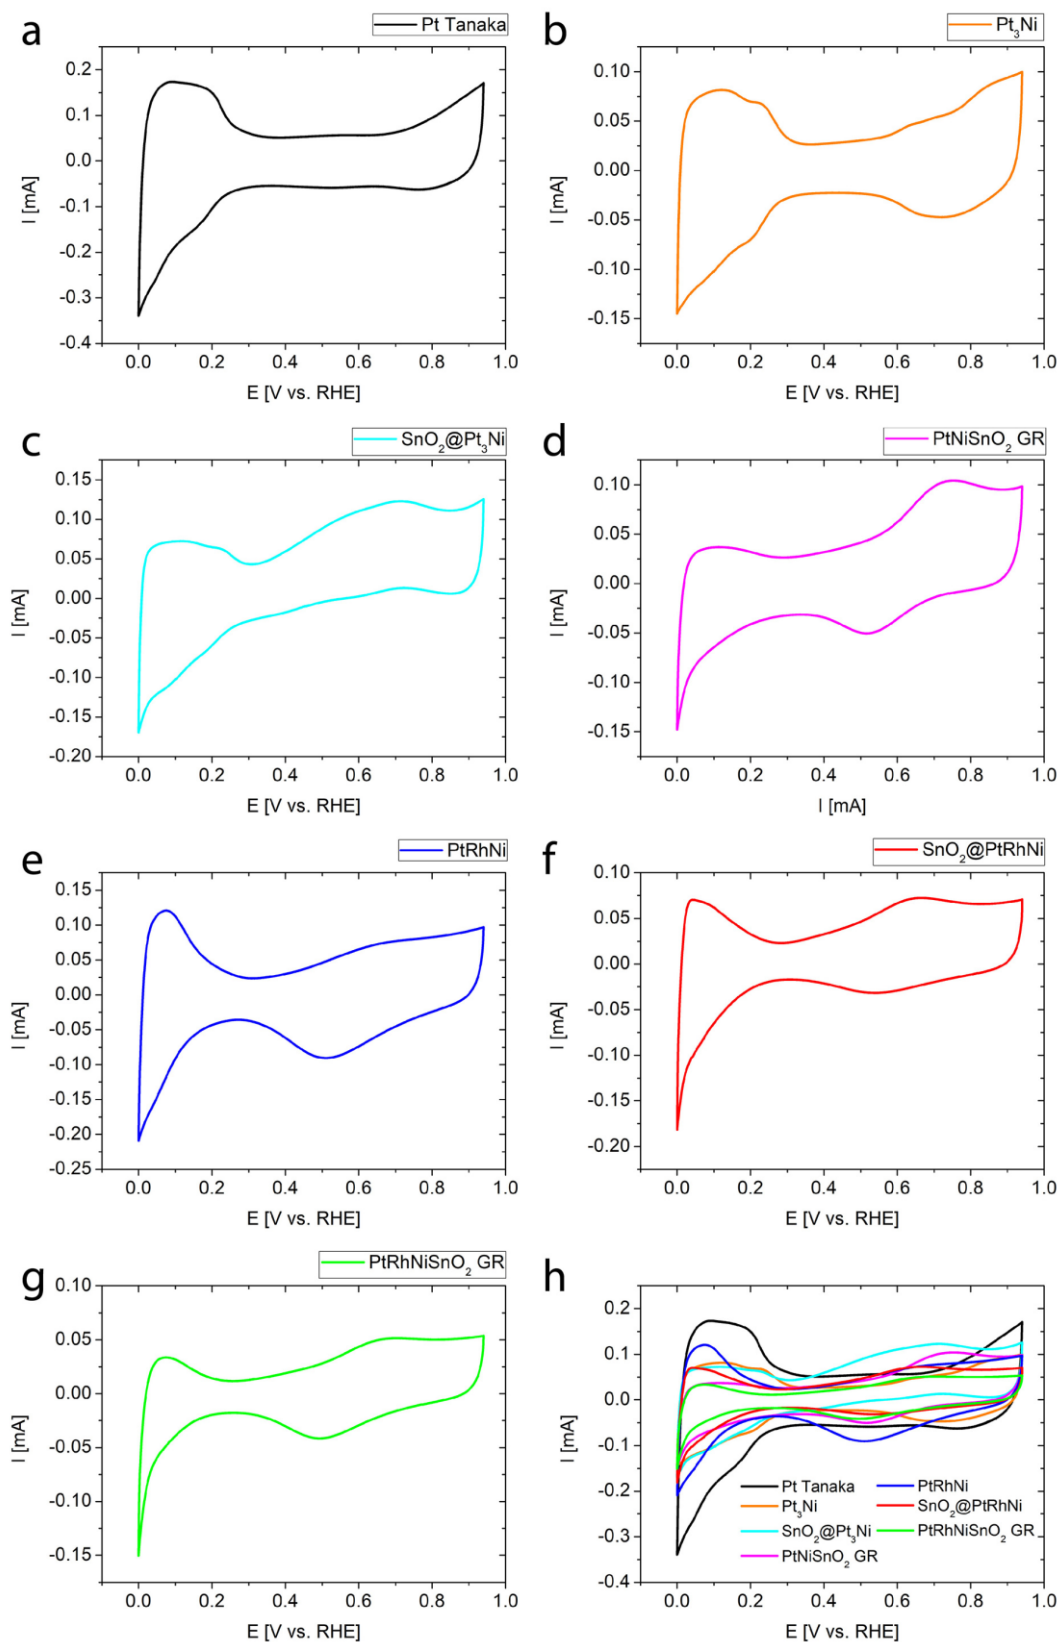 a
Pt Tanaka
0.2
0.1
0.0
-0.1
-0.2
-0.3
-0.4
I [mA]
0.0 0.2 0.4 0.6 0.8 1.0
E [V vs. RHE]
b
Pt₃Ni
0.10
0.05
0.00
-0.05
-0.10
-0.15
I [mA]
0.0 0.2 0.4 0.6 0.8 1.0
E [V vs. RHE]
c
SnO₂@Pt₃Ni
0.15
0.10
0.05
0.00
-0.05
-0.10
-0.15
-0.20
I [mA]
0.0 0.2 0.4 0.6 0.8 1.0
E [V vs. RHE]
d
PtNiSnO₂ GR
0.10
0.05
0.00
-0.05
-0.10
-0.15
I [mA]
0.0 0.2 0.4 0.6 0.8 1.0
I [mA]
e
PtRhNi
0.15
0.10
0.05
0.00
-0.05
-0.10
-0.15
-0.20
-0.25
I [mA]
0.0 0.2 0.4 0.6 0.8 1.0
E [V vs. RHE]
f
SnO₂@PtRhNi
0.10
0.05
0.00
-0.05
-0.10
-0.15
-0.20
I [mA]
0.0 0.2 0.4 0.6 0.8 1.0
E [V vs. RHE]
g
PtRhNiSnO₂ GR
0.10
0.05
0.00
-0.05
-0.10
-0.15
I [mA]
0.0 0.2 0.4 0.6 0.8 1.0
E [V vs. RHE]
h
0.2
0.1
0.0
-0.1
-0.2
-0.3
-0.4
I [mA]
Pt Tanaka PtRhNi
Pt₃Ni SnO₂@PtRhNi
SnO₂@Pt₃Ni PtRhNiSnO₂ GR
PtNiSnO₂ GR
0.0 0.2 0.4 0.6 0.8 1.0
E [V vs. RHE]